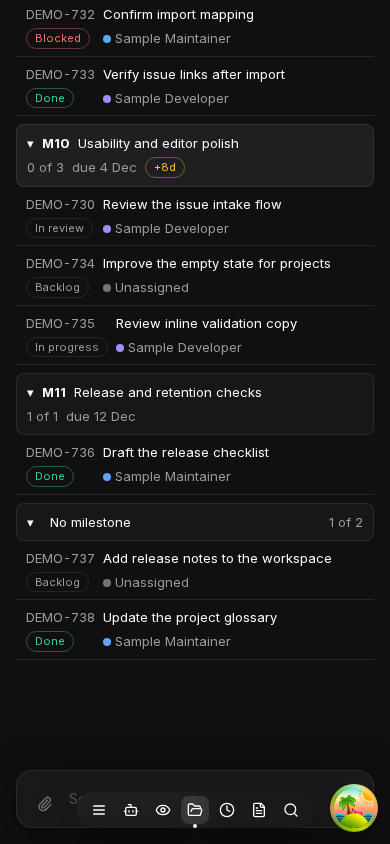 DEMO-732 Confirm import mapping
Blocked Sample Maintainer
DEMO-733 Verify issue links after import
Done Sample Developer
M10 Usability and editor polish
0 of 3 due 4 Dec +8d
DEMO-730 Review the issue intake flow
In review Sample Developer
DEMO-734 Improve the empty state for projects
Backlog Unassigned
DEMO-735 Review inline validation copy
In progress Sample Developer
M11 Release and retention checks
1 of 1 due 12 Dec
DEMO-736 Draft the release checklist
Done Sample Maintainer
No milestone 1 of 2
DEMO-737 Add release notes to the workspace
Backlog Unassigned
DEMO-738 Update the project glossary
Done Sample Maintainer